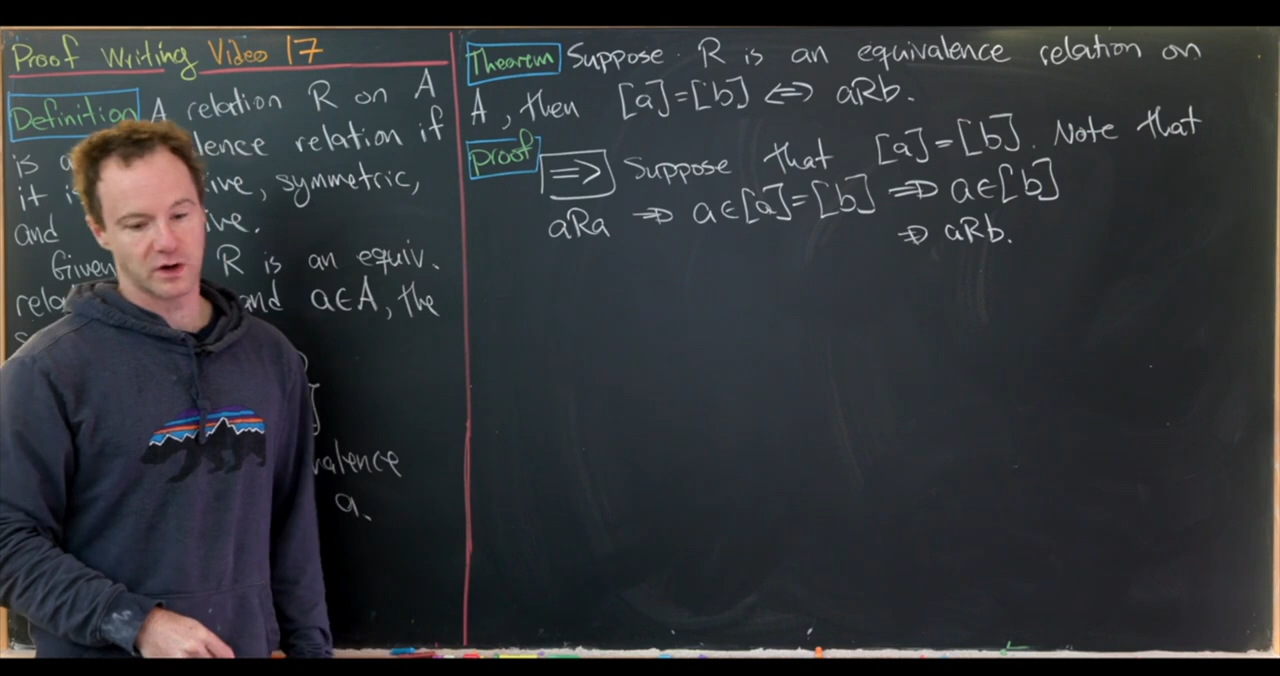 Proof Writing Video 17
Definition A relation R on A
is a lence relation if
it i ive, symmetric,
and ive.
Given R is an equiv.
rela and a∈A, the
valence
a.
Theorem Suppose R is an equivalence relation on
A, then [a]=[b] ⇔ aRb.
Proof ⇒ Suppose that [a]=[b]. Note that
aRa ⇒ a∈[a]=[b] ⇒ a∈[b]
⇒ aRb.